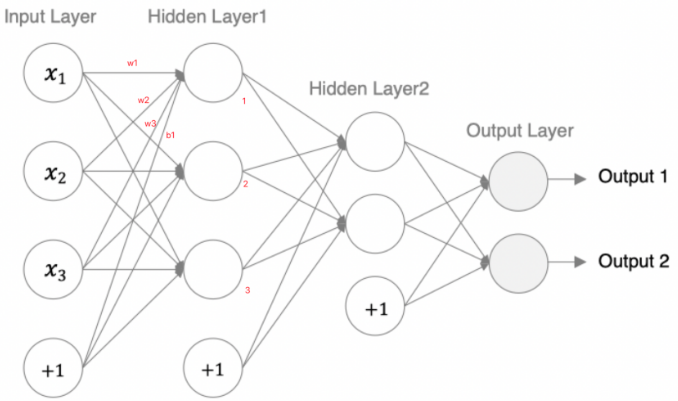 Input Layer
Hidden Layer1
Hidden Layer2
Output Layer
x₁
x₂
x₃
+1
w1
w2
w3
b1
1
2
3
+1
+1
Output 1
Output 2